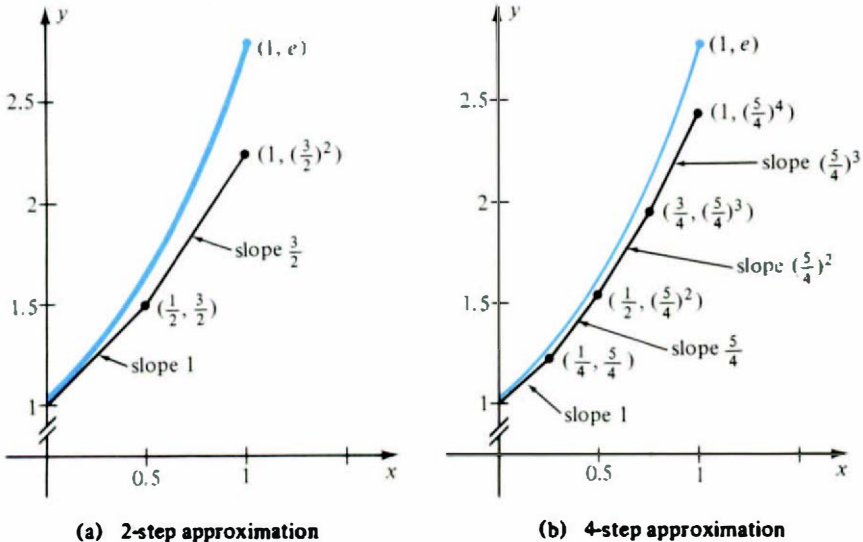 y
(1, e)
2.5
(1, (3/2)²)
2
slope 3/2
1.5
(1/2, 3/2)
slope 1
1
0.5
1
x
(a) 2-step approximation
y
(1, e)
2.5
(1, (5/4)⁴)
slope (5/4)³
2
(3/4, (5/4)³)
slope (5/4)²
1.5
(1/2, (5/4)²)
slope 5/4
(1/4, 5/4)
1
slope 1
0.5
1
x
(b) 4-step approximation